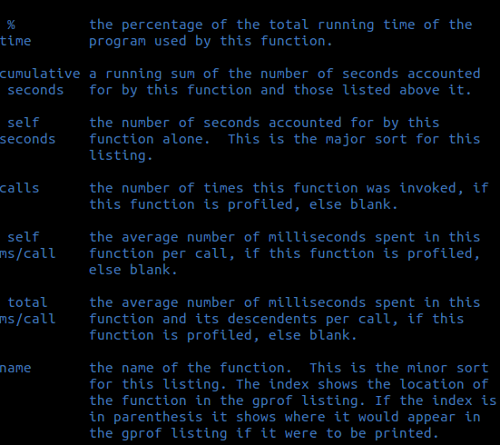 %         the percentage of the total running time of the
time       program used by this function.

cumulative a running sum of the number of seconds accounted
 seconds   for by this function and those listed above it.

 self      the number of seconds accounted for by this
seconds    function alone.  This is the major sort for this
           listing.

calls      the number of times this function was invoked, if
           this function is profiled, else blank.

 self      the average number of milliseconds spent in this
ms/call    function per call, if this function is profiled,
           else blank.

 total     the average number of milliseconds spent in this
ms/call    function and its descendents per call, if this
           function is profiled, else blank.

name       the name of the function.  This is the minor sort
           for this listing. The index shows the location of
           the function in the gprof listing. If the index is
           in parenthesis it shows where it would appear in
           the gprof listing if it were to be printed.